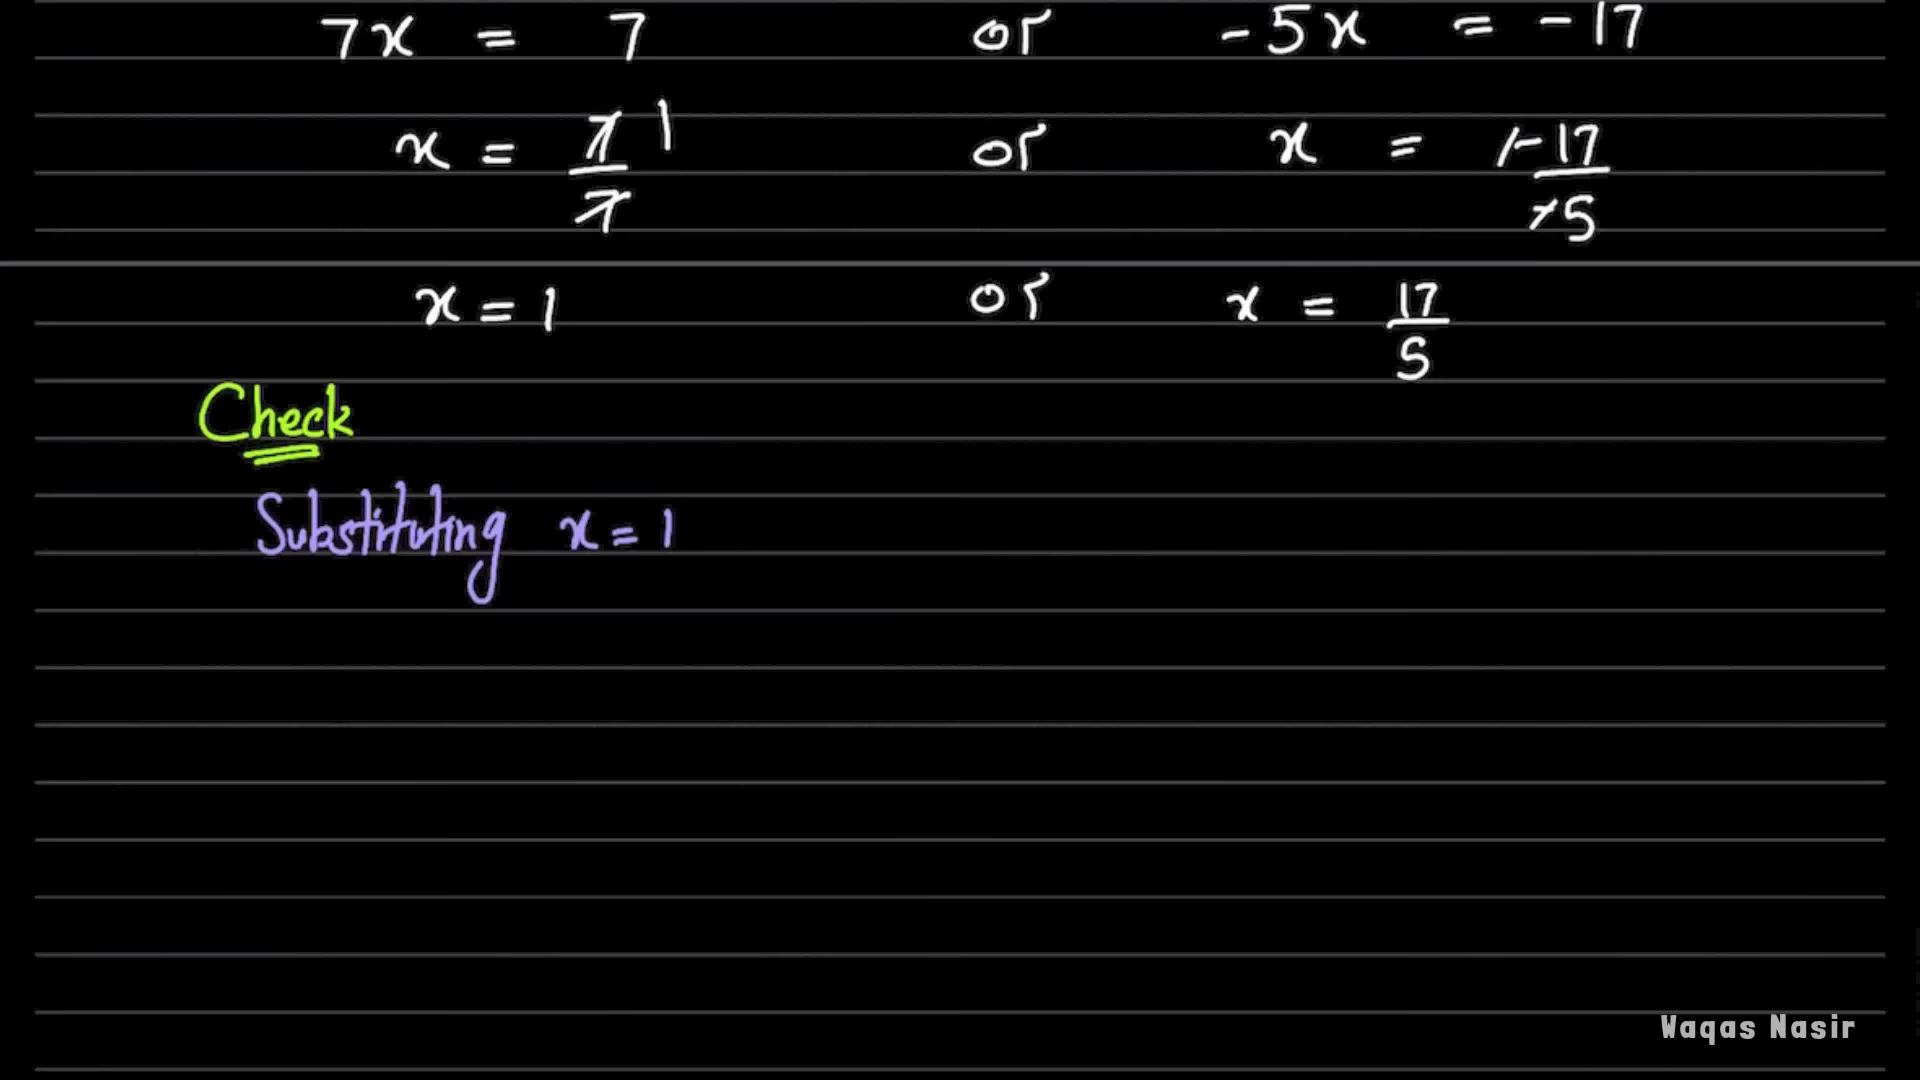 7x = 7 or -5x = -17
x = 7/7 1 or x = -17/-5
x = 1 or x = 17/5
Check
Substituting x = 1
Waqas Nasir